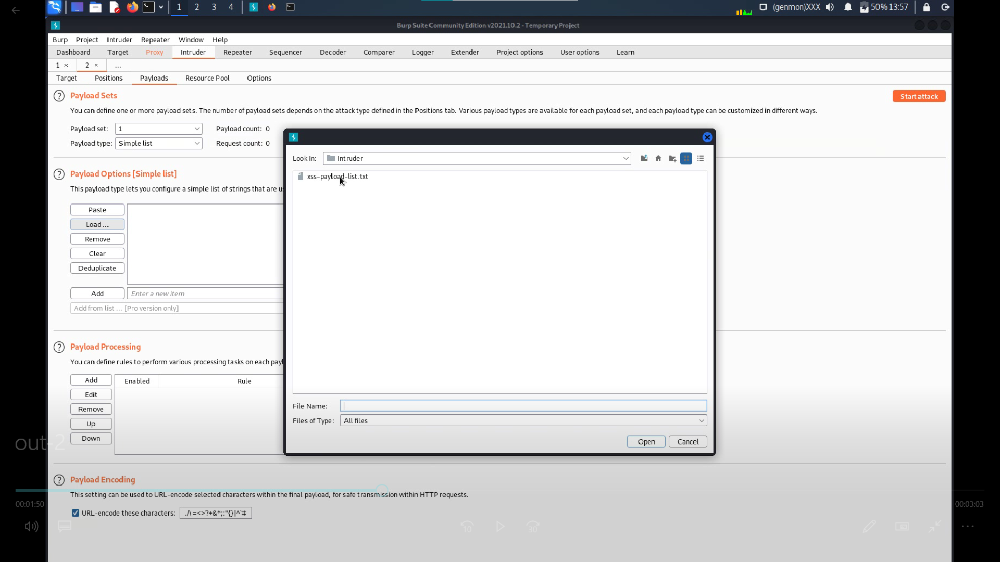 1 2 3 4 (genmon)XXX 50% 13:57
Burp Suite Community Edition v2021.10.2 - Temporary Project
Burp Project Intruder Repeater Window Help
Dashboard Target Proxy Intruder Repeater Sequencer Decoder Comparer Logger Extender Project options User options Learn
1 × 2 × ...
Target Positions Payloads Resource Pool Options
? Payload Sets
Start attack
You can define one or more payload sets. The number of payload sets depends on the attack type defined in the Positions tab. Various payload types are available for each payload set, and each payload type can be customized in different ways.
Payload set: 1 Payload count: 0
Payload type: Simple list Request count: 0
? Payload Options [Simple list]
This payload type lets you configure a simple list of strings that are us
Paste
Load ...
Remove
Clear
Deduplicate
Add Enter a new item
Add from list ... [Pro version only]
? Payload Processing
You can define rules to perform various processing tasks on each payl
Add
Enabled Rule
Edit
Remove
Up
Down
Look In: Intruder
xss-payload-list.txt
File Name:
Files of Type: All files
Open Cancel
out-2
? Payload Encoding
This setting can be used to URL-encode selected characters within the final payload, for safe transmission within HTTP requests.
00:01:50 00:03:03
URL-encode these characters: ./\=<>?+&*;:"{}|^`#
10 30